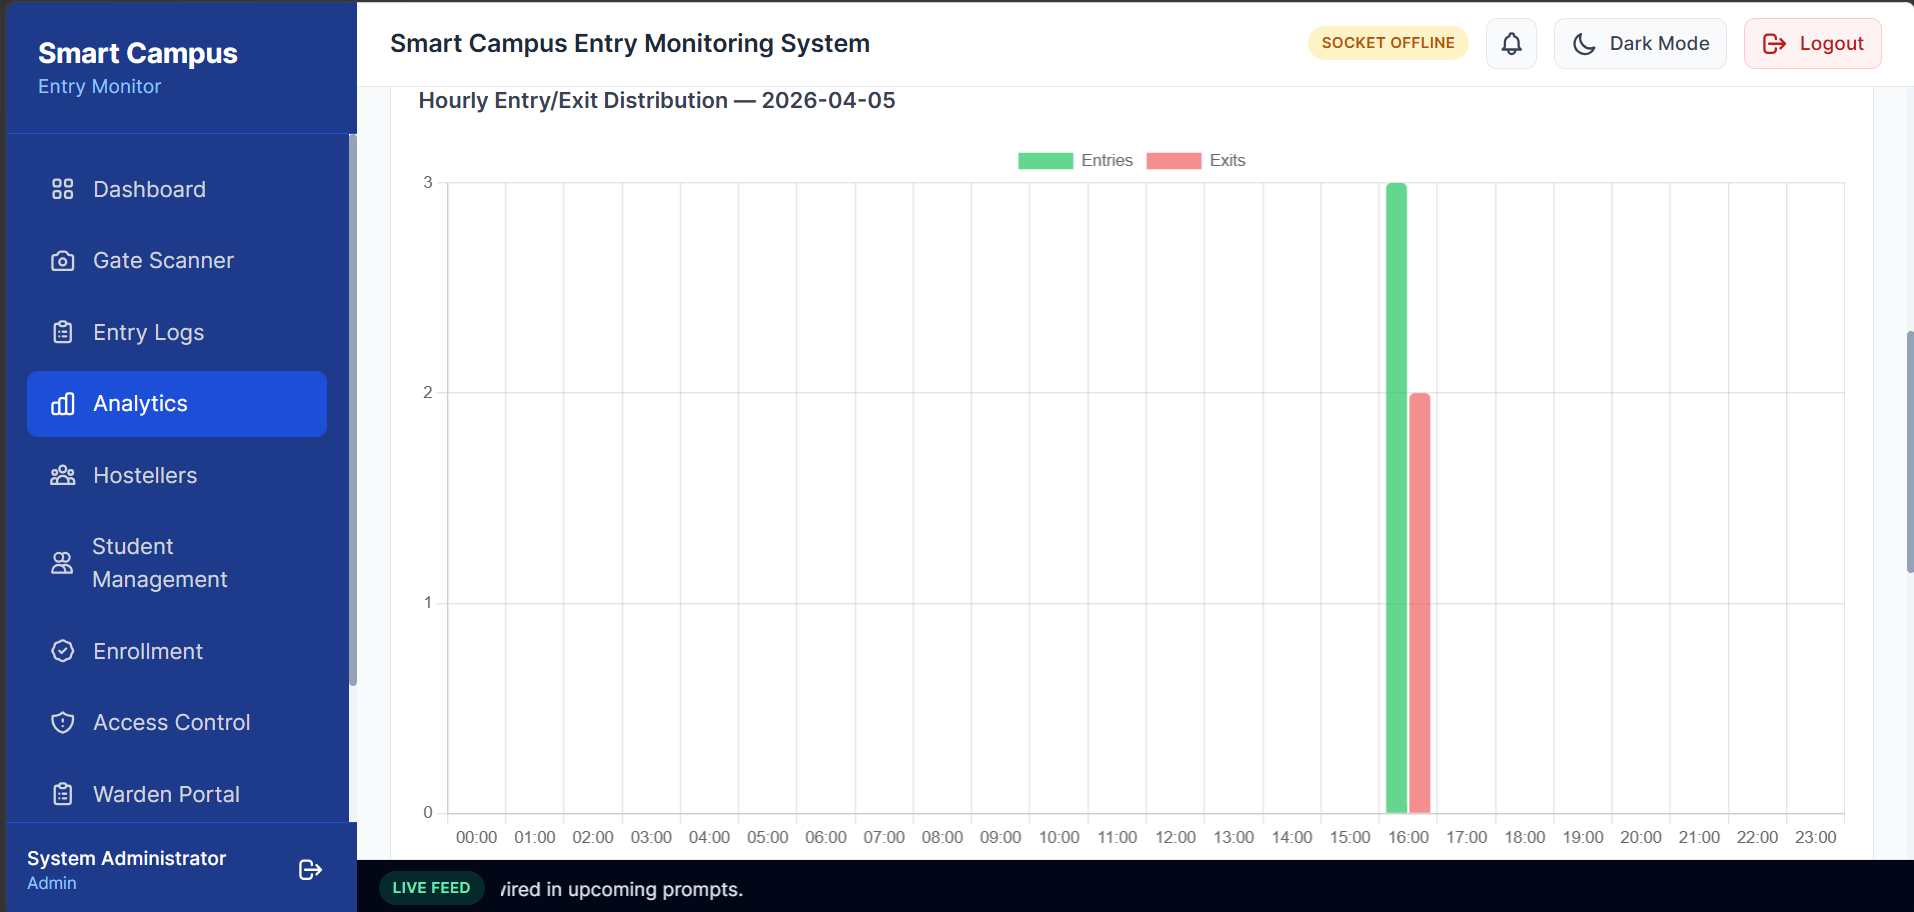 Smart Campus
Entry Monitor
Dashboard
Gate Scanner
Entry Logs
Analytics
Hostellers
Student
Management
Enrollment
Access Control
Warden Portal
System Administrator
Admin
Smart Campus Entry Monitoring System
SOCKET OFFLINE
Dark Mode
Logout
Hourly Entry/Exit Distribution — 2026-04-05
Entries Exits
3
2
1
0
00:00 01:00 02:00 03:00 04:00 05:00 06:00 07:00 08:00 09:00 10:00 11:00 12:00 13:00 14:00 15:00 16:00 17:00 18:00 19:00 20:00 21:00 22:00 23:00
LIVE FEED
in upcoming prompts.